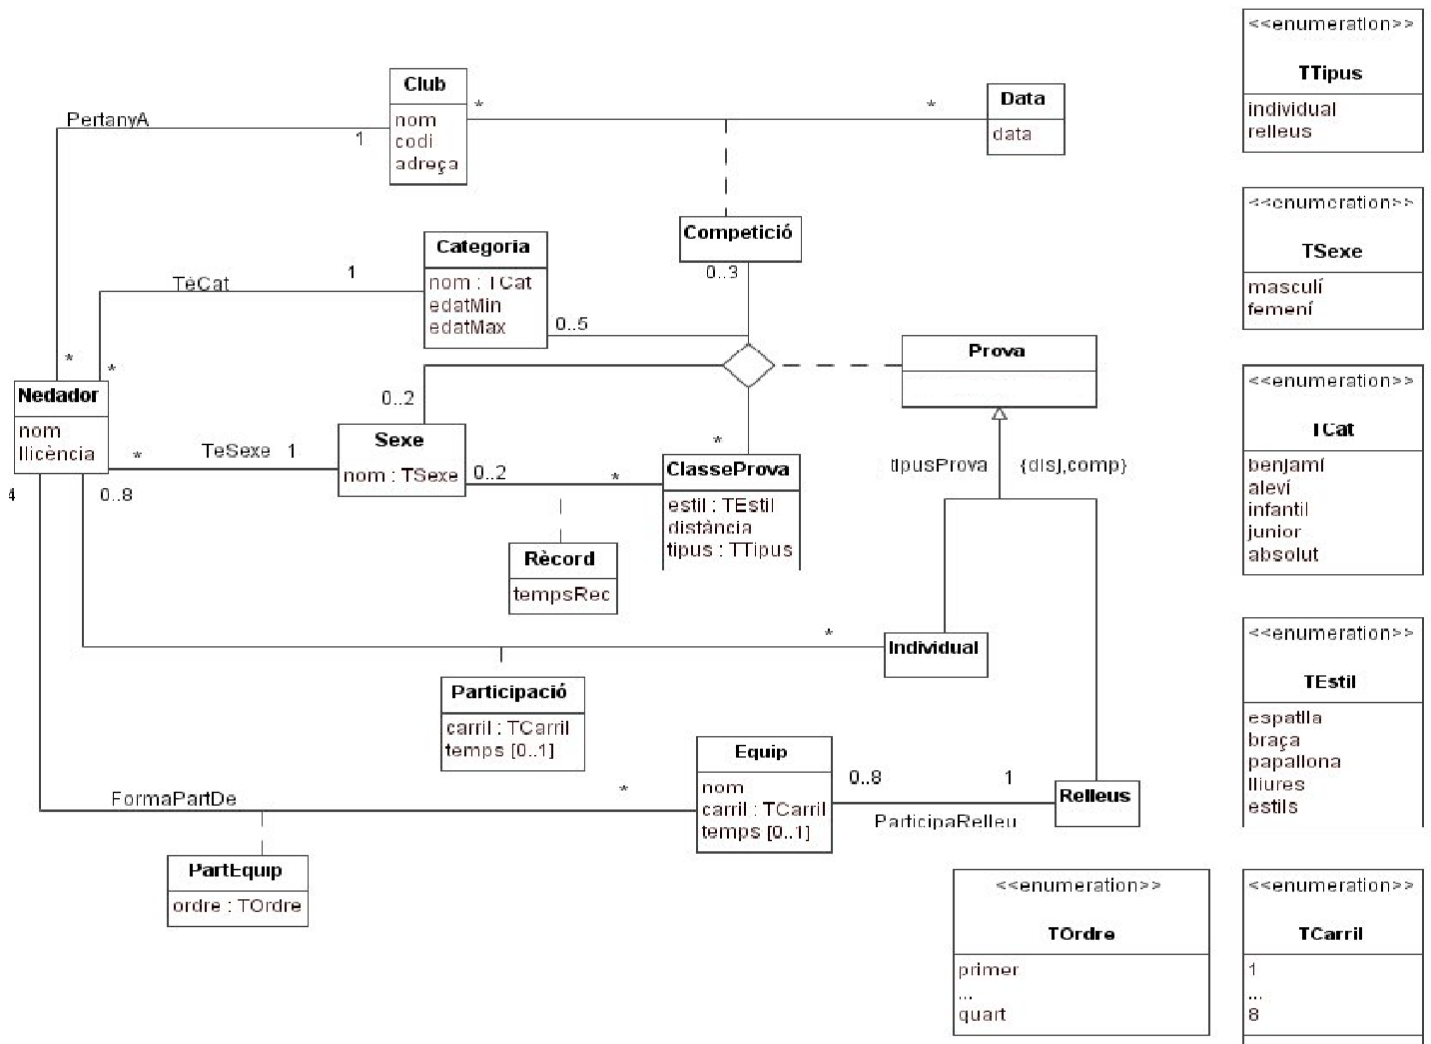 Club
nom
codi
adreça
PertanyA
1
*
*
Data
data
Competició
0..3
Categoria
nom : TCat
edatMin
edatMax
TéCat
1
0..5
*
*
Nedador
nom
llicència
*
TeSexe
1
4
0..8
0..2
Sexe
nom : TSexe
0..2
*
*
ClasseProva
estil : TEstil
distància
tipus : TTipus
Rècord
tempsRec
Prova
tipusProva
{disj,comp}
*
Individual
Participació
carril : TCarril
temps [0..1]
Equip
nom
carril : TCarril
temps [0..1]
0..8
1
Relleus
ParticipaRelleu
FormaPartDe
*
PartEquip
ordre : TOrdre
<<enumeration>>
TTipus
individual
relleus
<<enumeration>>
TSexe
masculí
femení
<<enumeration>>
TCat
benjamí
aleví
infantil
junior
absolut
<<enumeration>>
TEstil
espatlla
braça
papallona
lliures
estils
<<enumeration>>
TOrdre
primer
...
quart
<<enumeration>>
TCarril
1
...
8